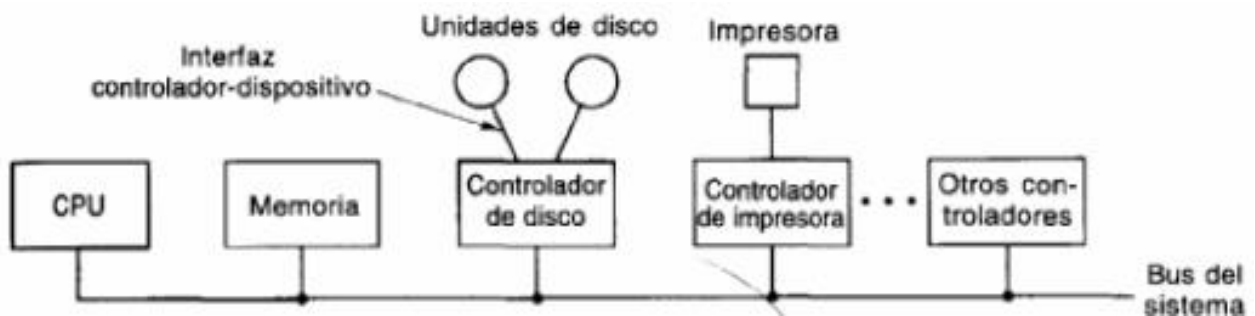 Unidades de disco
Impresora
Interfaz
controlador-dispositivo
CPU
Memoria
Controlador
de disco
Controlador
de impresora
Otros con-
troladores
Bus del
sistema